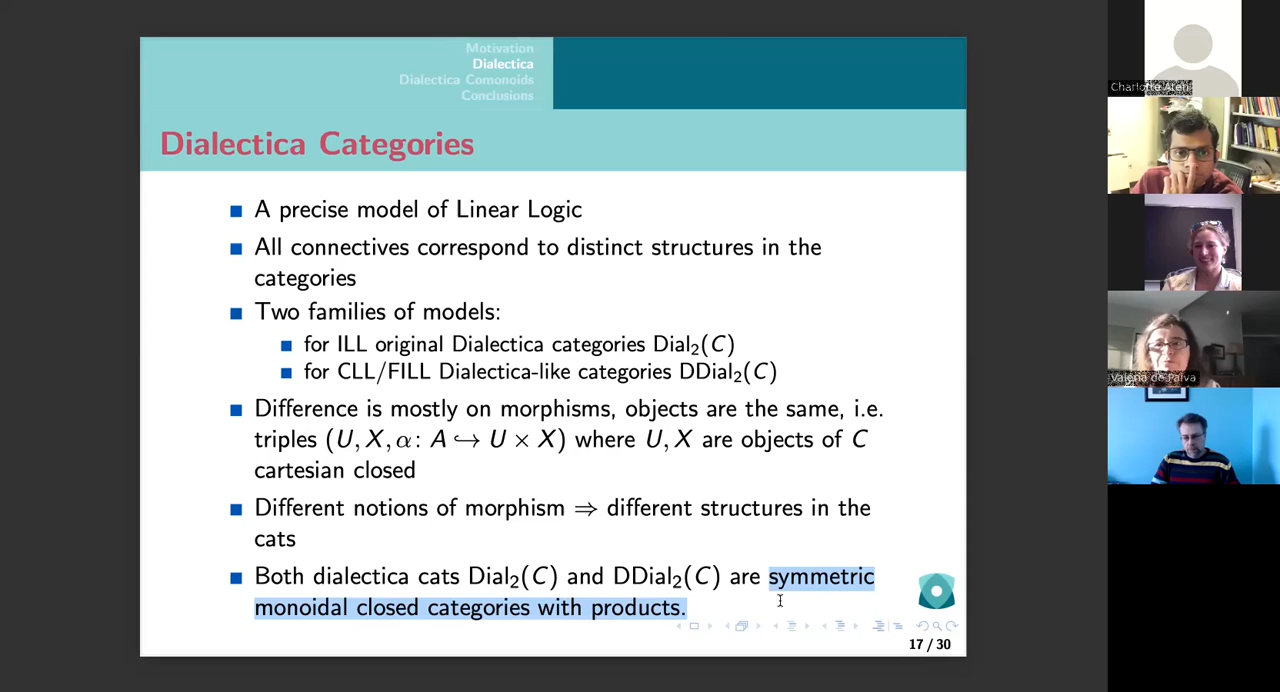 Motivation
Dialectica
Dialectica Comonoids
Conclusions
Dialectica Categories
A precise model of Linear Logic
All connectives correspond to distinct structures in the
categories
Two families of models:
for ILL original Dialectica categories Dial₂(C)
for CLL/FILL Dialectica-like categories DDial₂(C)
Difference is mostly on morphisms, objects are the same, i.e.
triples (U, X, α: A ↪ U × X) where U, X are objects of C
cartesian closed
Different notions of morphism ⇒ different structures in the
cats
Both dialectica cats Dial₂(C) and DDial₂(C) are symmetric
monoidal closed categories with products.
17 / 30
Charlotte Aten
Valeria de Paiva